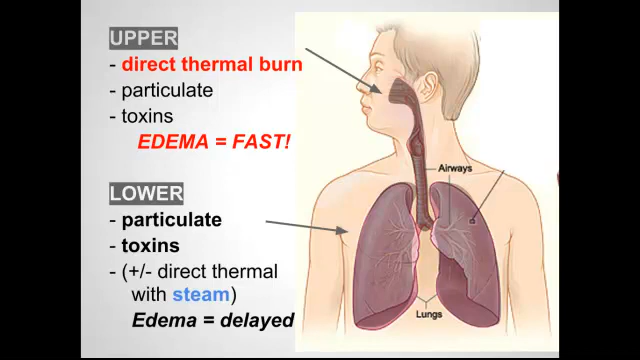 UPPER
- direct thermal burn
- particulate
- toxins
EDEMA = FAST!
Airways
LOWER
- particulate
- toxins
- (+/- direct thermal
with steam)
Edema = delayed
Lungs